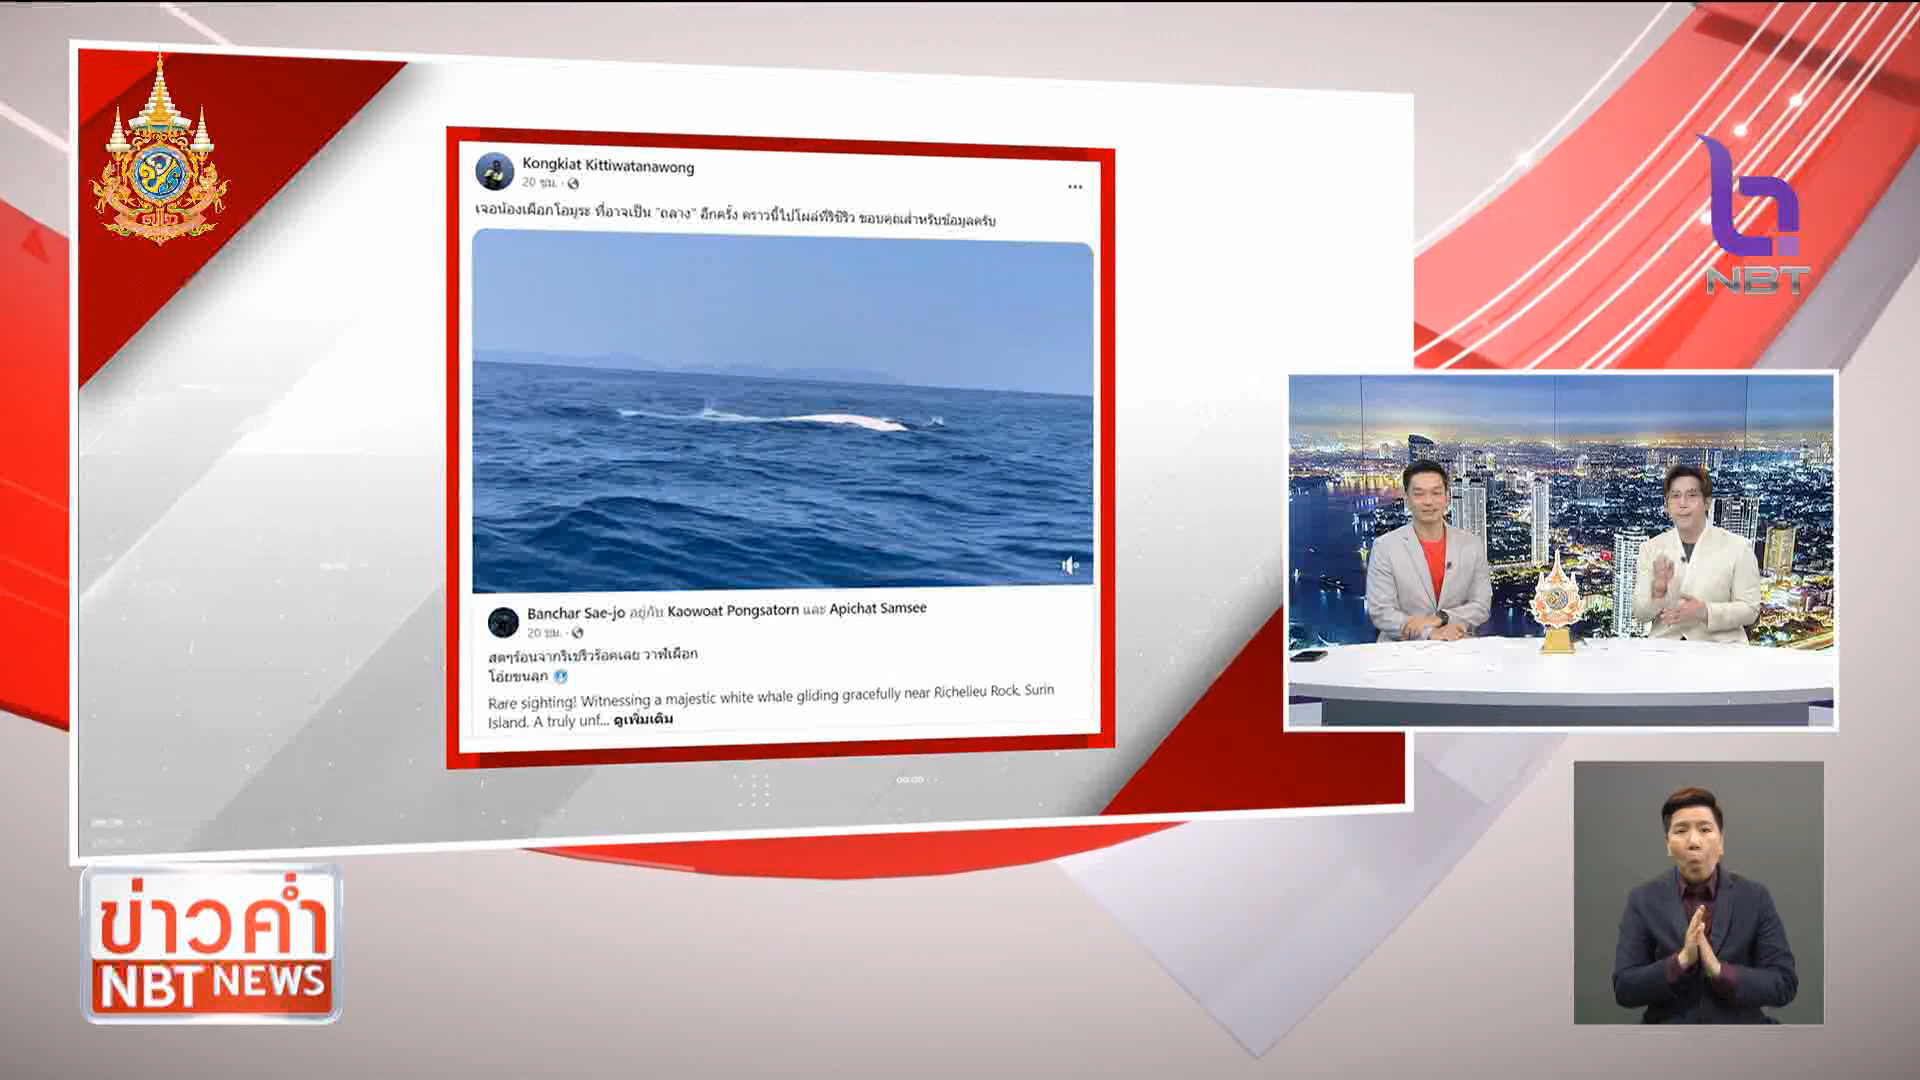 Kongkiat Kittiwatanawong
20 ชม.
เจอน้องเผือกโอมูระ ที่อาจเป็น "ถลาง" อีกครั้ง คราวนี้ไปโผล่ที่ริชิริว ขอบคุณสำหรับข้อมูลครับ
Banchar Sae-jo อยู่กับ Kaowoat Pongsatorn และ Apichat Samsee
20 ชม.
สดๆร้อนจากริเชริวร็อคเลย วาฬเผือก
โอ๋ยขนลุก
Rare sighting! Witnessing a majestic white whale gliding gracefully near Richelieu Rock, Surin
Island. A truly unf... ดูเพิ่มเติม
NBT
00:00
๗๒
ข่าวค่ำ
NBT NEWS